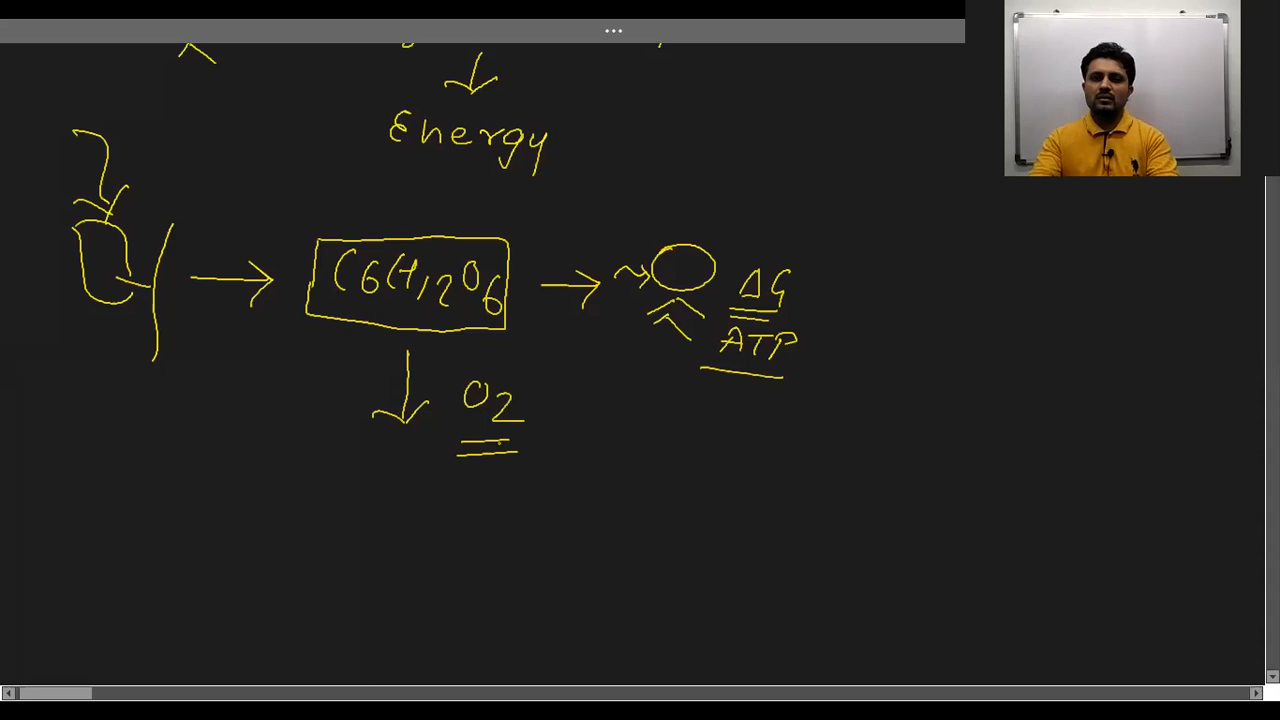 Energy
C6H12O6
ΔG
ATP
O2